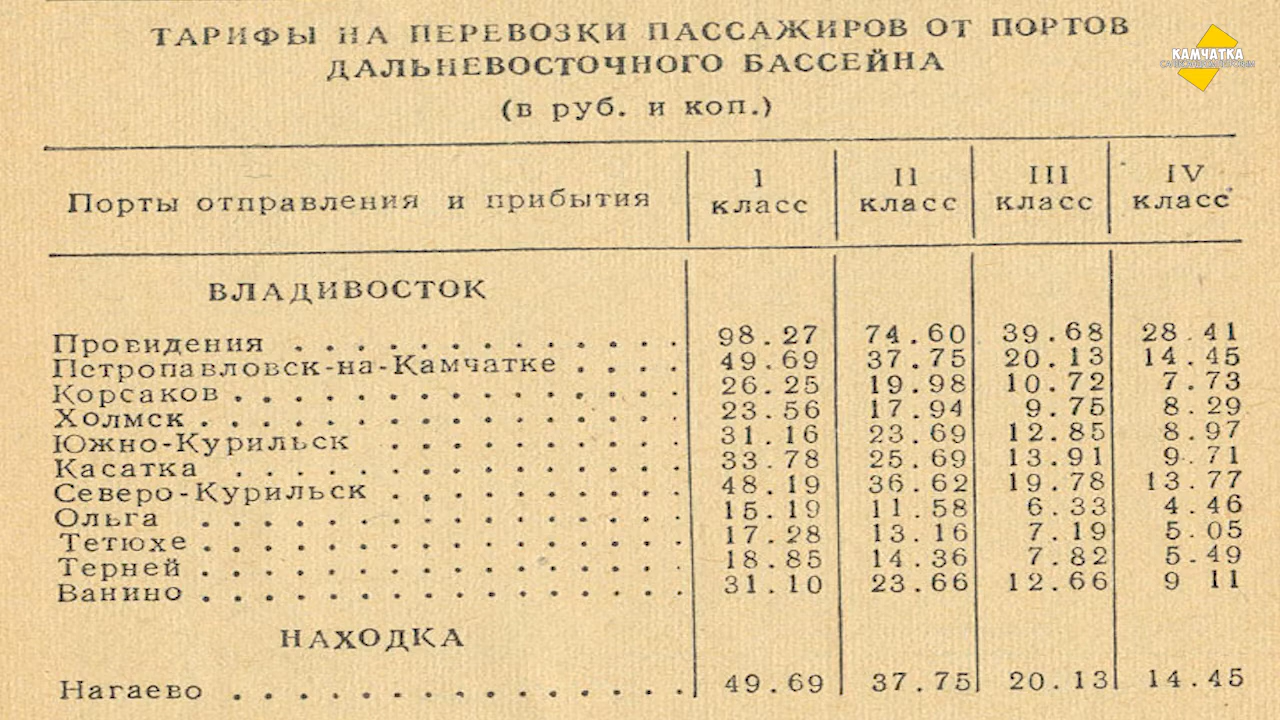 ТАРИФЫ НА ПЕРЕВОЗКИ ПАССАЖИРОВ ОТ ПОРТОВ
ДАЛЬНЕВОСТОЧНОГО БАССЕЙНА
КАМЧАТКА
(в руб. и коп.)
Порты отправления и прибытия I класс II класс III класс IV класс
ВЛАДИВОСТОК
Провидения . . . . . . . . . . . . . 98.27 74.60 39.68 28.41
Петропавловск-на-Камчатке . . . . 49.69 37.75 20.13 14.45
Корсаков . . . . . . . . . . . . . . . 26.25 19.98 10.72 7.73
Холмск . . . . . . . . . . . . . . . . 23.56 17.94 9.75 8.29
Южно-Курильск . . . . . . . . . . 31.16 23.69 12.85 8.97
Касатка . . . . . . . . . . . . . . . 33.78 25.69 13.91 9.71
Северо-Курильск . . . . . . . . . . 48.19 36.62 19.78 13.77
Ольга . . . . . . . . . . . . . . . . 15.19 11.58 6.33 4.46
Тетюхе . . . . . . . . . . . . . . . . 17.28 13.16 7.19 5.05
Терней . . . . . . . . . . . . . . . . 18.85 14.36 7.82 5.49
Ванино . . . . . . . . . . . . . . . . 31.10 23.66 12.66 9 11
НАХОДКА
Нагаево . . . . . . . . . . . . . . . 49.69 37.75 20.13 14.45